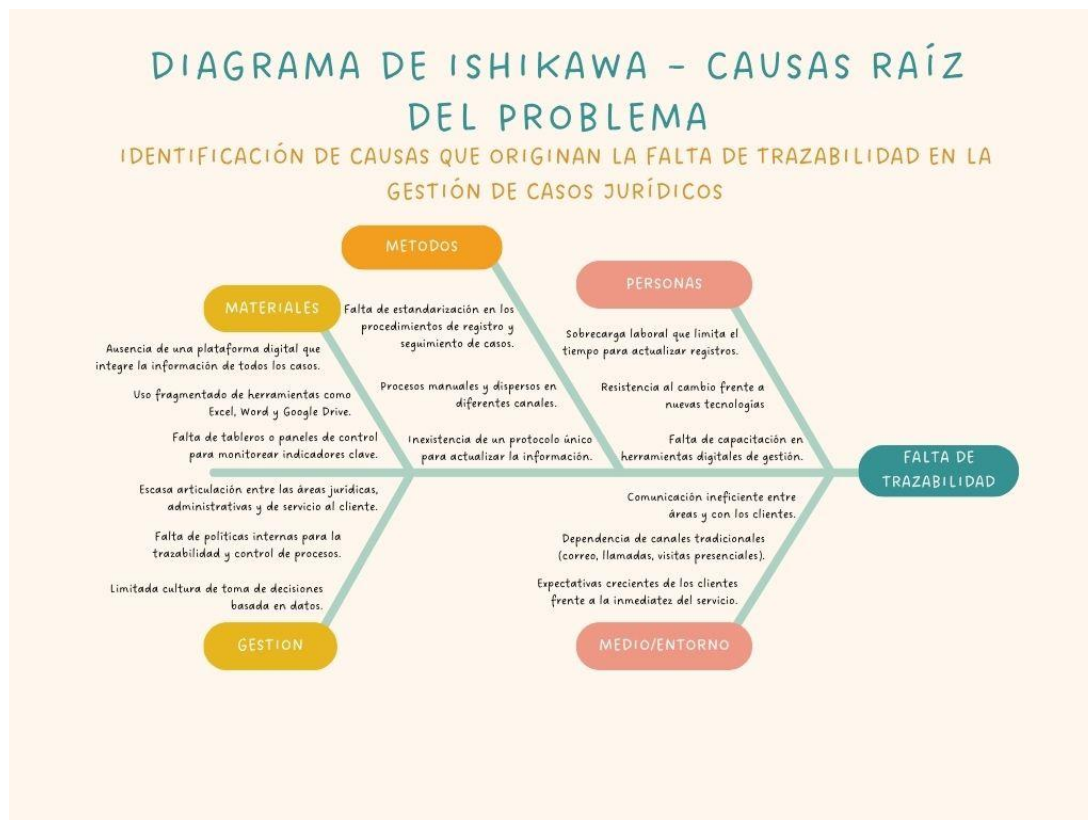 DIAGRAMA DE ISHIKAWA - CAUSAS RAÍZ
DEL PROBLEMA
IDENTIFICACIÓN DE CAUSAS QUE ORIGINAN LA FALTA DE TRAZABILIDAD EN LA
GESTIÓN DE CASOS JURÍDICOS
METODOS
PERSONAS
MATERIALES
Falta de estandarización en los
procedimientos de registro y
seguimiento de casos.
Sobrecarga laboral que limita el
tiempo para actualizar registros.
Ausencia de una plataforma digital que
integre la información de todos los casos.
Procesos manuales y dispersos en
diferentes canales.
Resistencia al cambio frente a
nuevas tecnologías
Uso fragmentado de herramientas como
Excel, Word y Google Drive.
Falta de tableros o paneles de control
para monitorear indicadores clave.
Inexistencia de un protocolo único
para actualizar la información.
Falta de capacitación en
herramientas digitales de gestión.
FALTA DE
TRAZABILIDAD
Escasa articulación entre las áreas jurídicas,
administrativas y de servicio al cliente.
Comunicación ineficiente entre
áreas y con los clientes.
Falta de políticas internas para la
trazabilidad y control de procesos.
Dependencia de canales tradicionales
(correo, llamadas, visitas presenciales).
Limitada cultura de toma de decisiones
basada en datos.
Expectativas crecientes de los clientes
frente a la inmediatez del servicio.
GESTION
MEDIO/ENTORNO